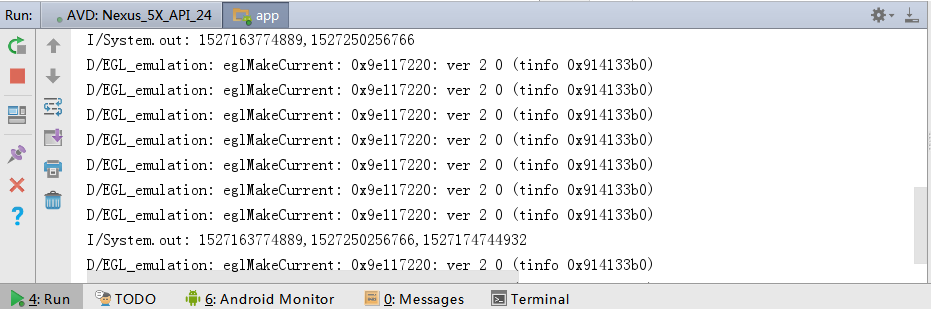 Run: AVD: Nexus_5X_API_24 app
I/System.out: 1527163774889,1527250256766
D/EGL_emulation: eglMakeCurrent: 0x9e117220: ver 2 0 (tinfo 0x914133b0)
D/EGL_emulation: eglMakeCurrent: 0x9e117220: ver 2 0 (tinfo 0x914133b0)
D/EGL_emulation: eglMakeCurrent: 0x9e117220: ver 2 0 (tinfo 0x914133b0)
D/EGL_emulation: eglMakeCurrent: 0x9e117220: ver 2 0 (tinfo 0x914133b0)
D/EGL_emulation: eglMakeCurrent: 0x9e117220: ver 2 0 (tinfo 0x914133b0)
D/EGL_emulation: eglMakeCurrent: 0x9e117220: ver 2 0 (tinfo 0x914133b0)
D/EGL_emulation: eglMakeCurrent: 0x9e117220: ver 2 0 (tinfo 0x914133b0)
I/System.out: 1527163774889,1527250256766,1527174744932
D/EGL_emulation: eglMakeCurrent: 0x9e117220: ver 2 0 (tinfo 0x914133b0)
4: Run TODO 6: Android Monitor 0: Messages Terminal